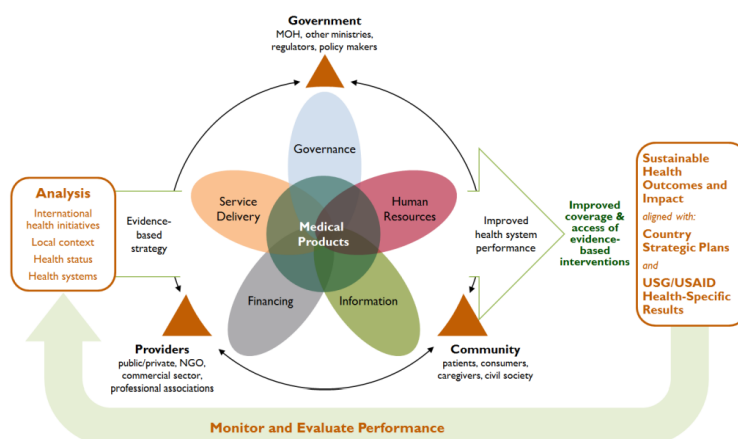 Government
MOH, other ministries,
regulators, policy makers
Governance
Service
Delivery
Human
Resources
Medical
Products
Financing
Information
Analysis
International
health initiatives
Local context
Health status
Health systems
Evidence-
based
strategy
Improved
health system
performance
Improved
coverage &
access of
evidence-
based
interventions
Sustainable
Health
Outcomes and
Impact
aligned with:
Country
Strategic Plans
and
USG/USAID
Health-Specific
Results
Providers
public/private, NGO,
commercial sector,
professional associations
Community
patients, consumers,
caregivers, civil society
Monitor and Evaluate Performance